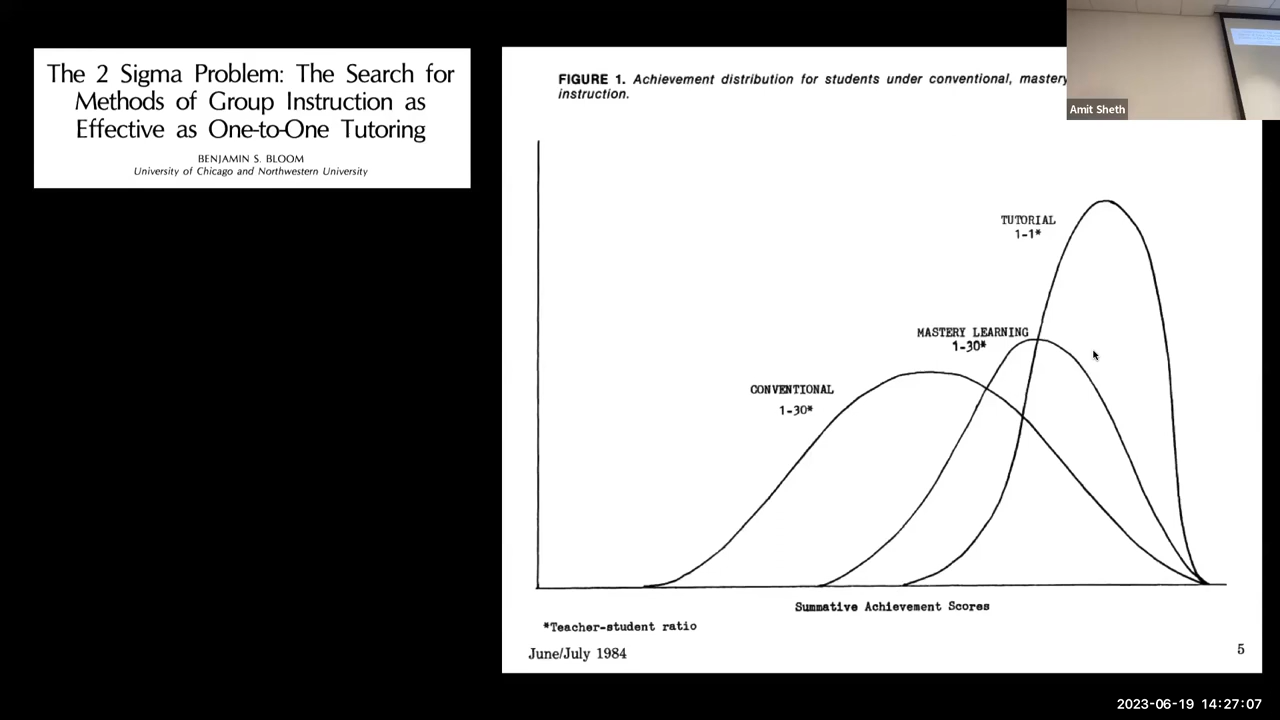 The 2 Sigma Problem: The Search for
Methods of Group Instruction as
Effective as One-to-One Tutoring
BENJAMIN S. BLOOM
University of Chicago and Northwestern University
FIGURE 1. Achievement distribution for students under conventional, mastery
instruction.
Amit Sheth
TUTORIAL
1-1*
MASTERY LEARNING
1-30*
CONVENTIONAL
1-30*
Summative Achievement Scores
*Teacher-student ratio
June/July 1984
5
2023-06-19 14:27:07